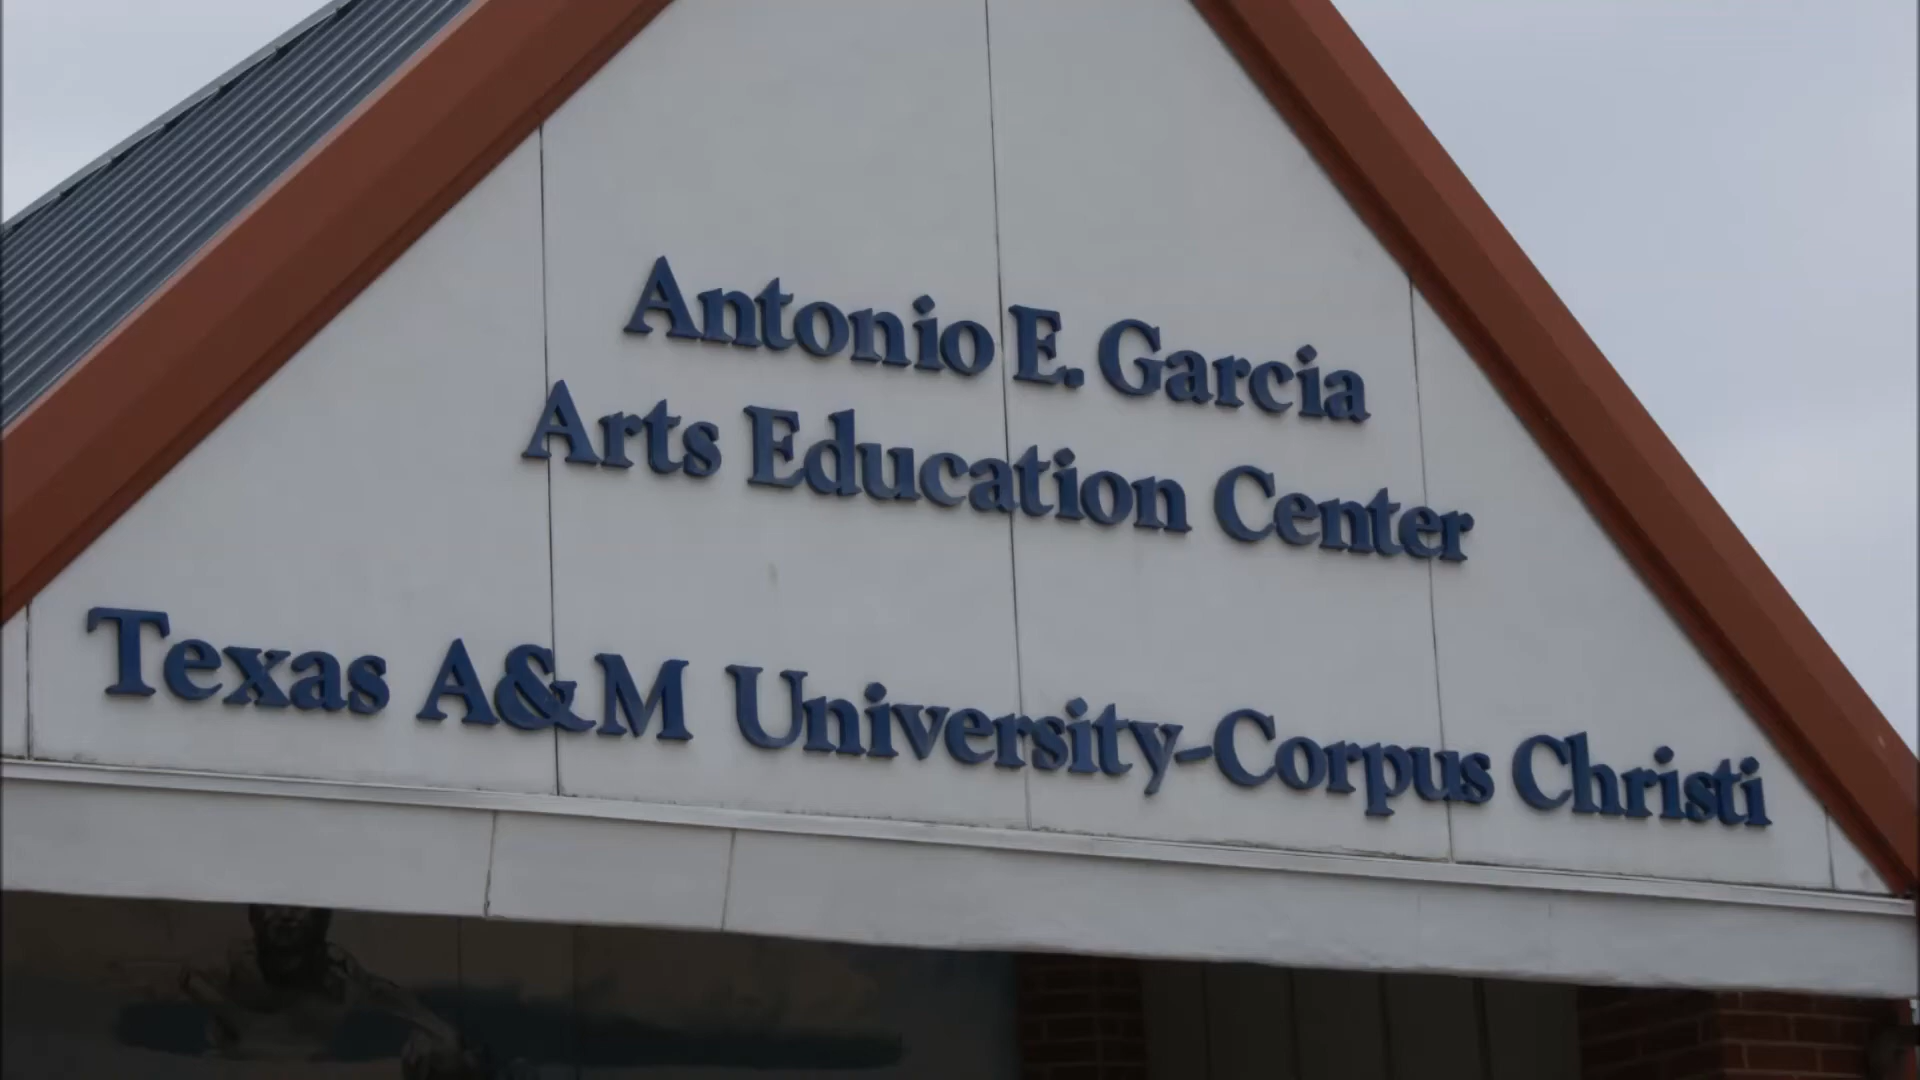 Antonio E. Garcia
Arts Education Center
Texas A&M University-Corpus Christi